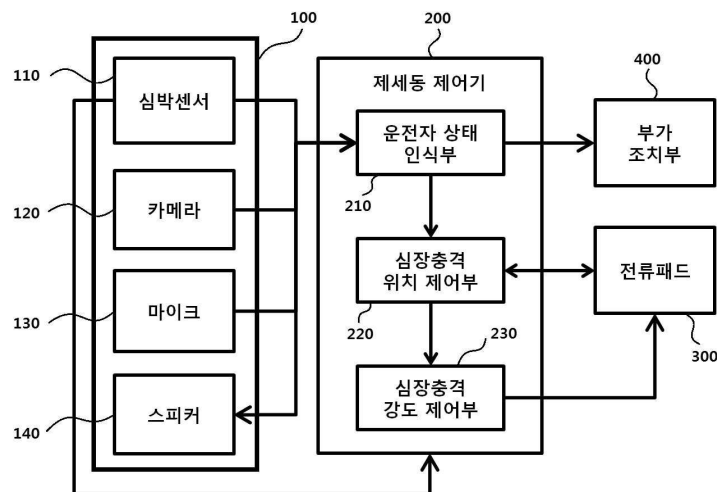 100
110
심박센서
120
카메라
130
마이크
140
스피커
200
제세동 제어기
운전자 상태
인식부
210
심장충격
위치 제어부
220
230
심장충격
강도 제어부
400
부가
조치부
전류패드
300